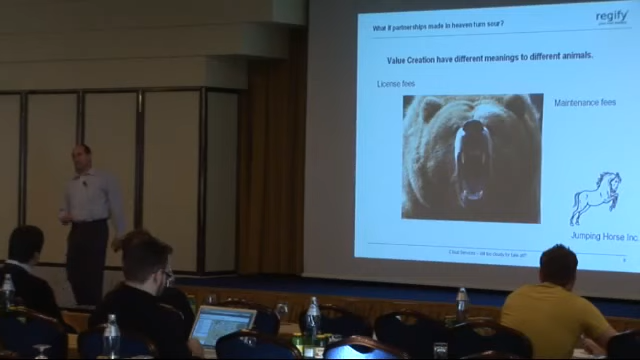 What if partnerships made in heaven turn sour?
regify
Value Creation have different meanings to different animals.
License fees
Maintenance fees
Jumping Horse Inc